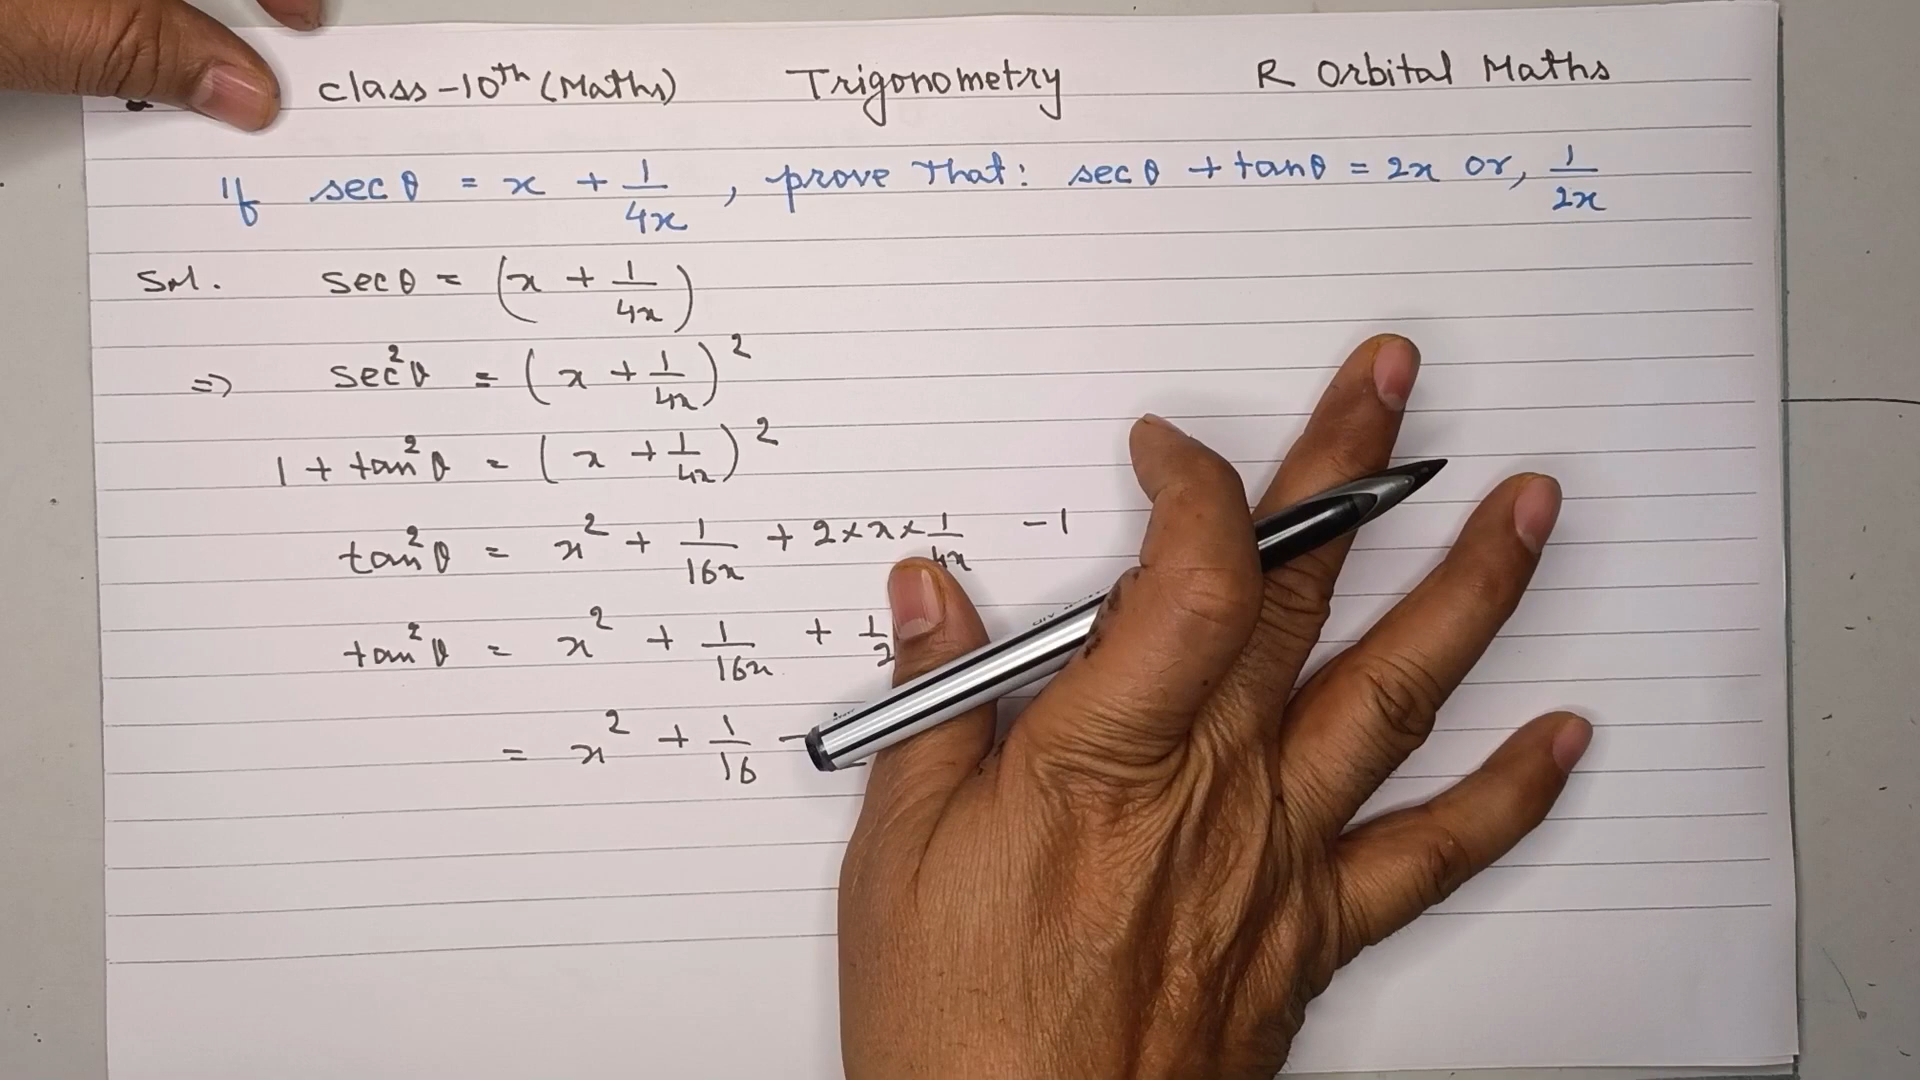 class-10th (Maths) Trigonometry R Orbital Maths
If sec θ = x + 1/4x , prove that: sec θ + tan θ = 2x or, 1/2x
Sol. sec θ = (x + 1/4x)
=> sec²θ = (x + 1/4x)²
1 + tan²θ = (x + 1/4x)²
tan²θ = x² + 1/16x + 2×x×1/4x - 1
tan²θ = x² + 1/16x + 1/2
= x² + 1/16 -